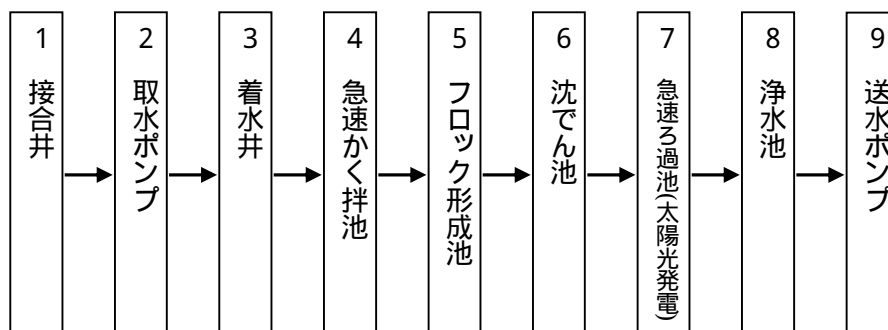 1 接合井
2 取水ポンプ
3 着水井
4 急速かく拌池
5 フロック形成池
6 沈でん池
7 急速ろ過池(太陽光発電)
8 浄水池
9 送水ポンプ